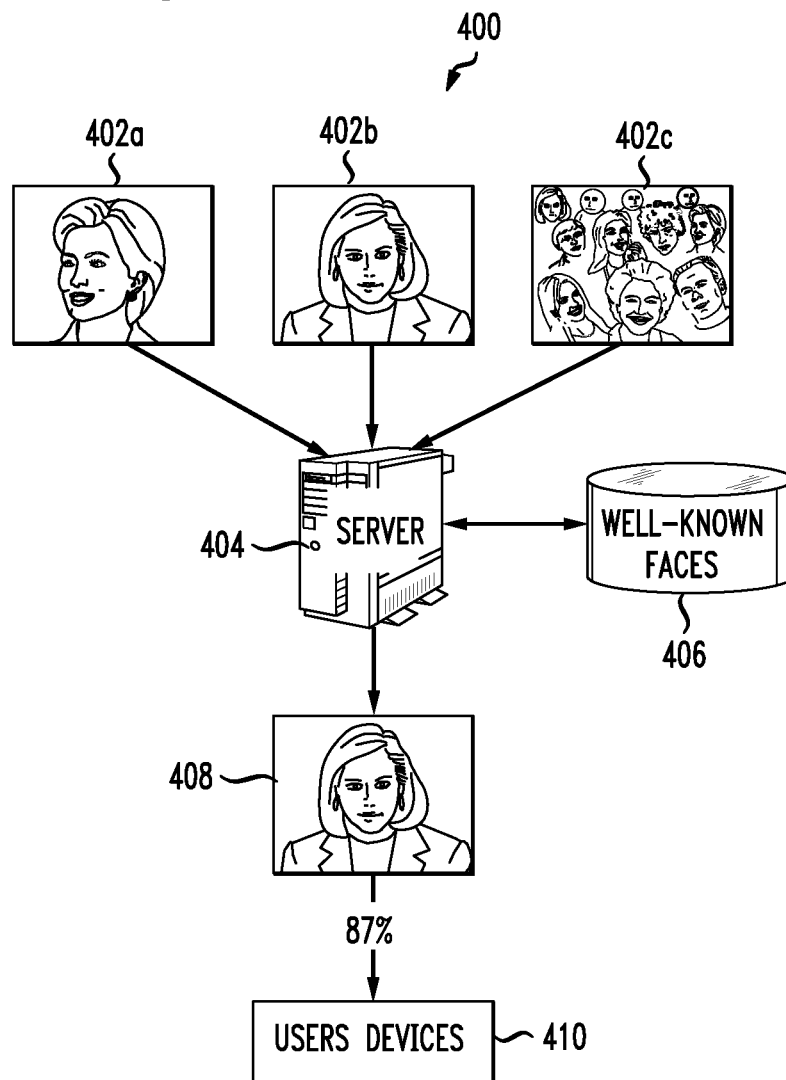 400
402a
402b
402c
404
SERVER
WELL-KNOWN
FACES
406
408
87%
USERS DEVICES
410